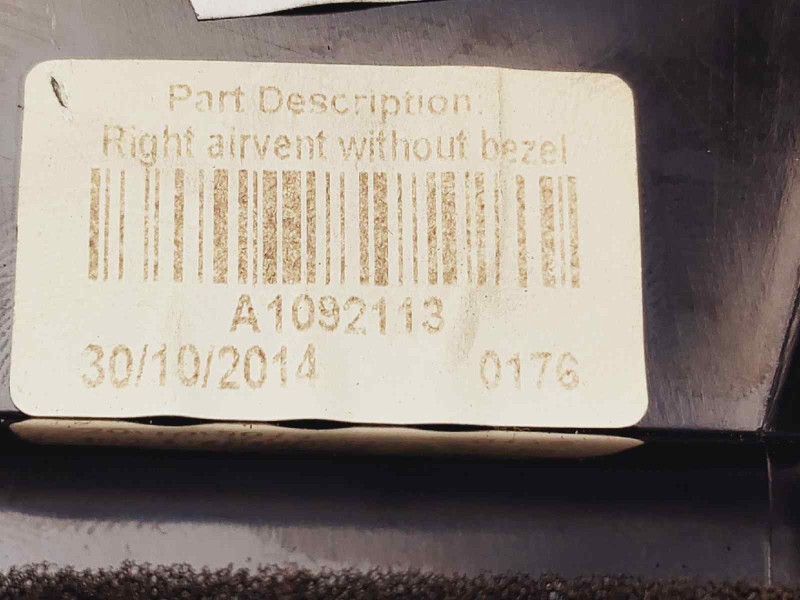 Part Description:
Right airvent without bezel
A1092113
30/10/2014 0176